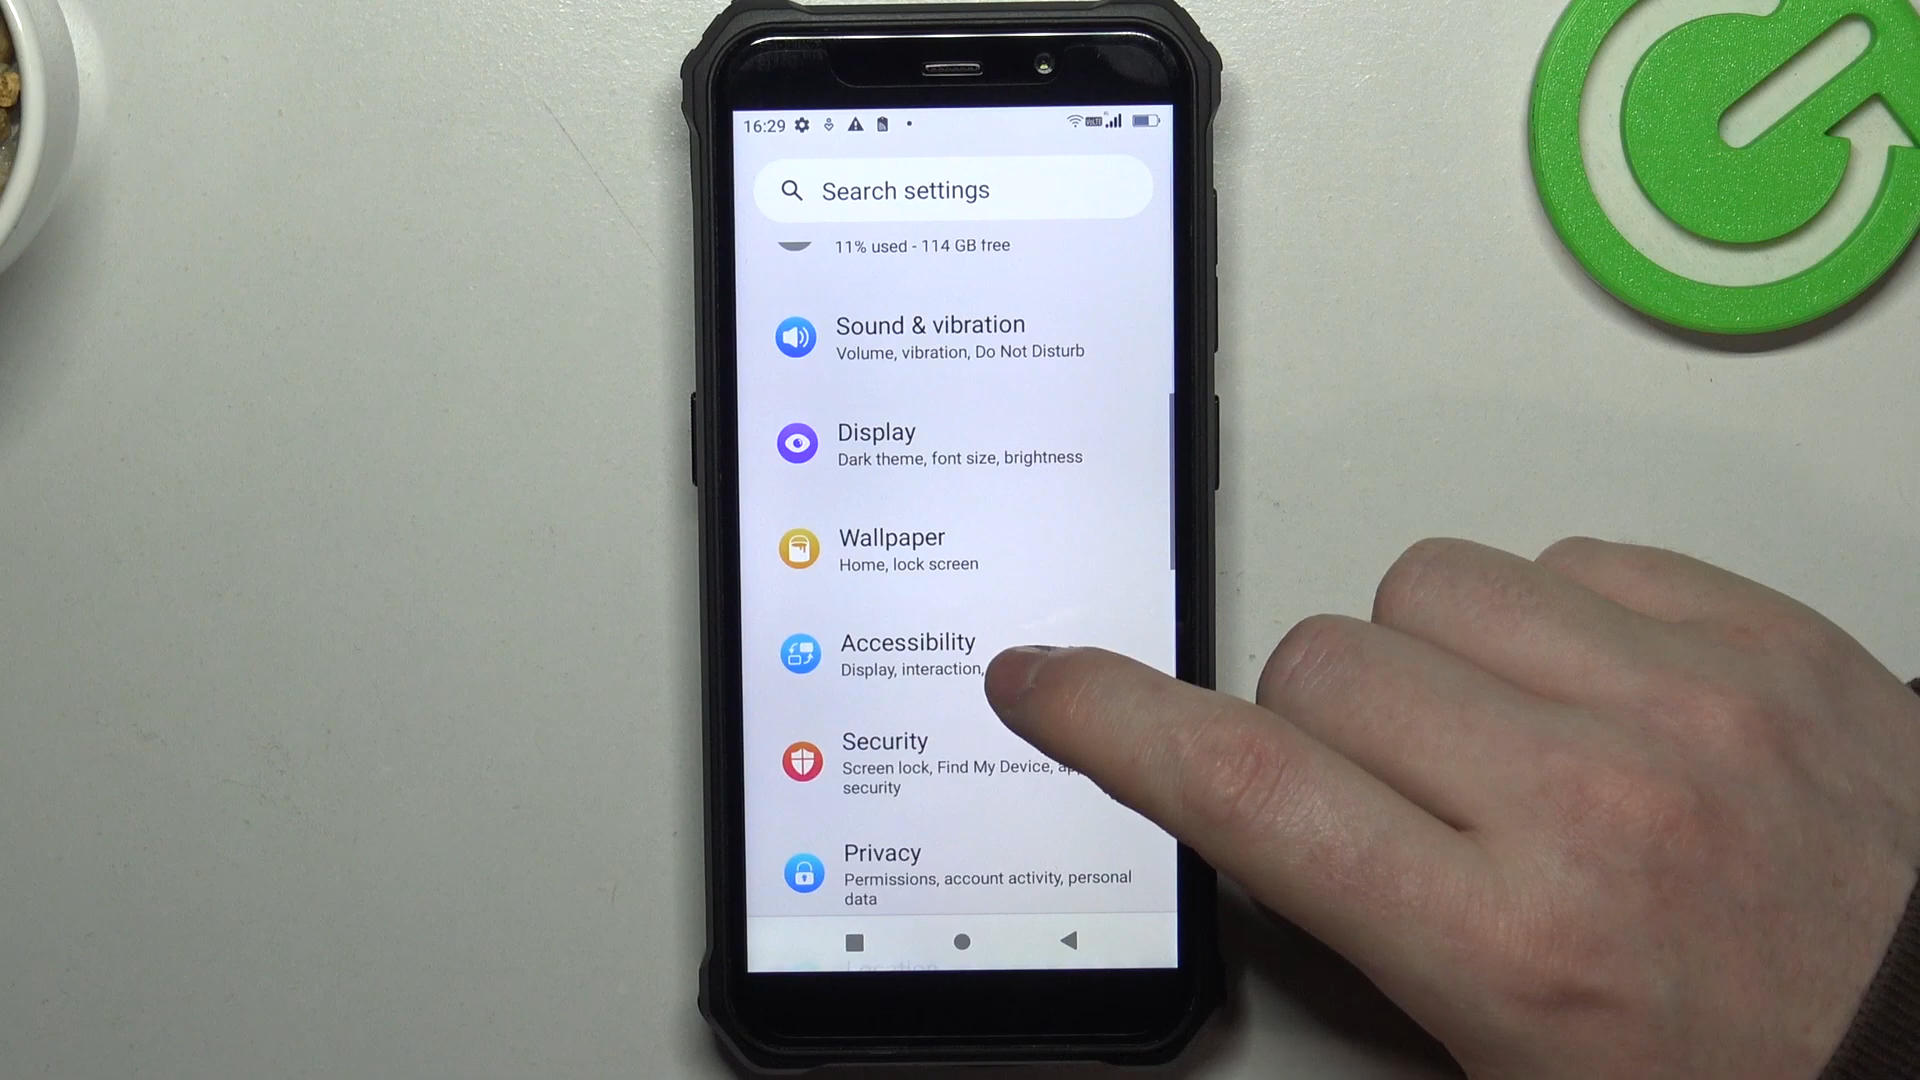 16:29
Search settings
11% used - 114 GB free
Sound & vibration
Volume, vibration, Do Not Disturb
Display
Dark theme, font size, brightness
Wallpaper
Home, lock screen
Accessibility
Display, interaction,
Security
Screen lock, Find My Device,
security
Privacy
Permissions, account activity, personal
data
Location